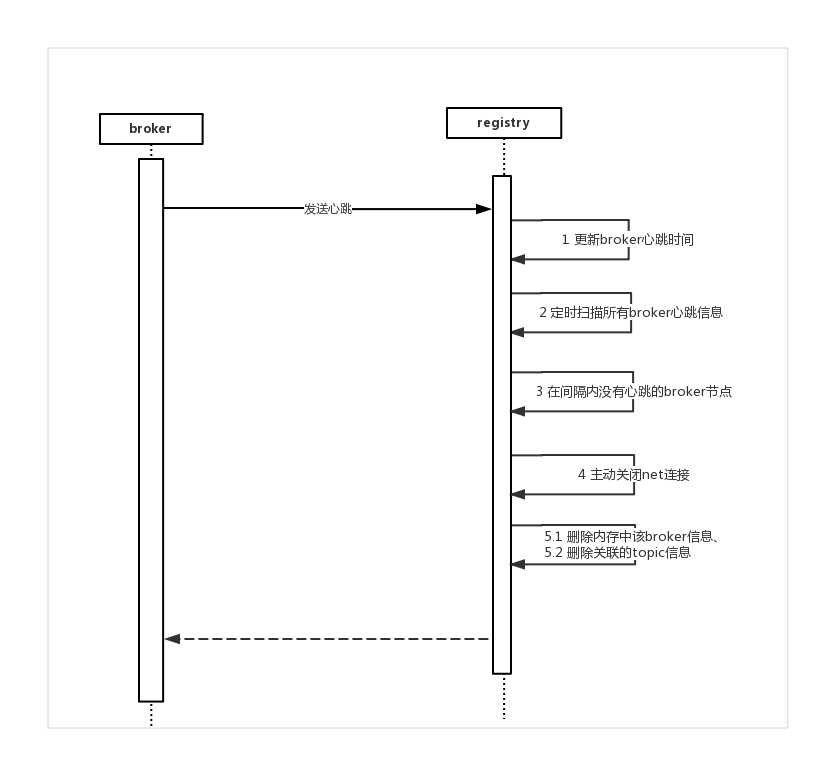 broker
registry
发送心跳
1 更新broker心跳时间
2 定时扫描所有broker心跳信息
3 在间隔内没有心跳的broker节点
4 主动关闭net连接
5.1 删除内存中该broker信息、
5.2 删除关联的topic信息